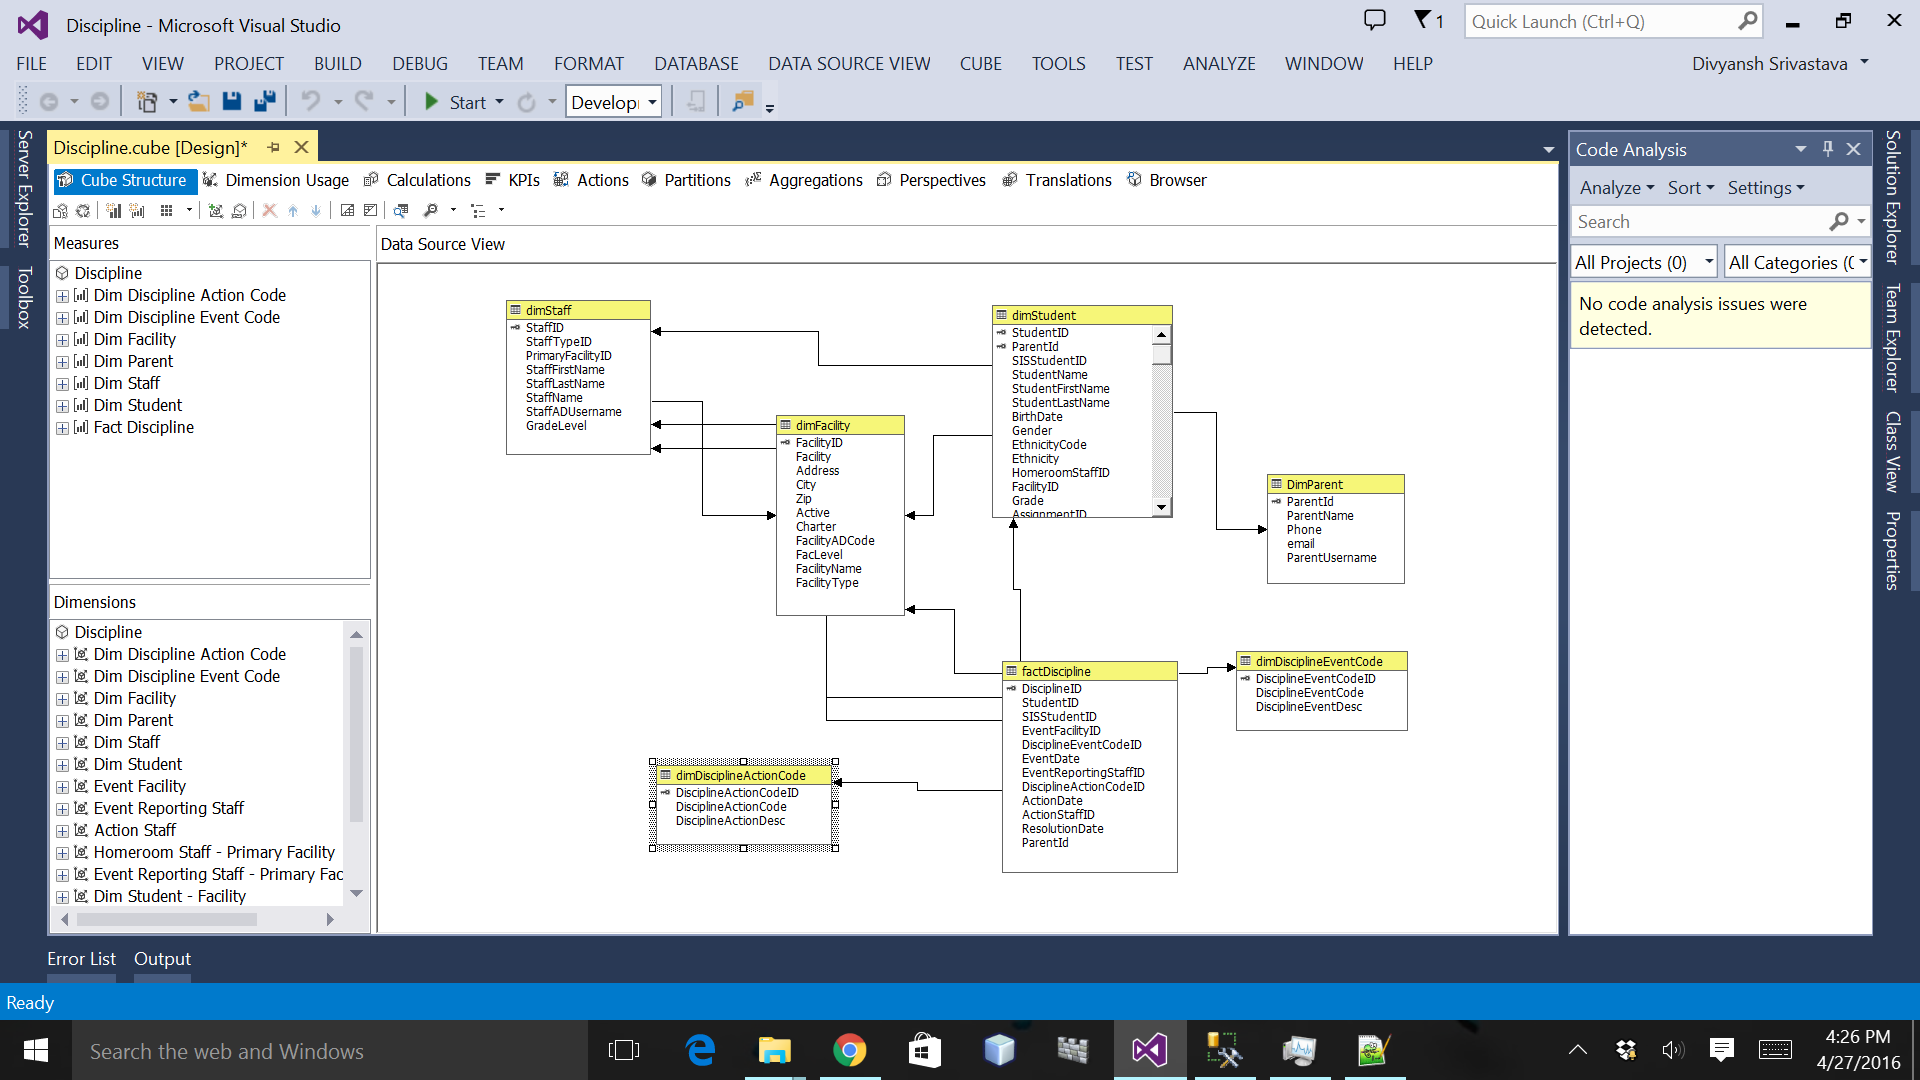 Discipline - Microsoft Visual Studio
1
Quick Launch (Ctrl+Q)
FILE EDIT VIEW PROJECT BUILD DEBUG TEAM FORMAT DATABASE DATA SOURCE VIEW CUBE TOOLS TEST ANALYZE WINDOW HELP
Divyansh Srivastava
Start
Develop
Server Explorer
Toolbox
Discipline.cube [Design]*
Cube Structure Dimension Usage Calculations KPIs Actions Partitions Aggregations Perspectives Translations Browser
Measures
Discipline
Dim Discipline Action Code
Dim Discipline Event Code
Dim Facility
Dim Parent
Dim Staff
Dim Student
Fact Discipline
Dimensions
Discipline
Dim Discipline Action Code
Dim Discipline Event Code
Dim Facility
Dim Parent
Dim Staff
Dim Student
Event Facility
Event Reporting Staff
Action Staff
Homeroom Staff - Primary Facility
Event Reporting Staff - Primary Fac
Dim Student - Facility
Data Source View
dimStaff
StaffID
StaffTypeID
PrimaryFacilityID
StaffFirstName
StaffLastName
StaffName
StaffADUsername
GradeLevel
dimFacility
FacilityID
Facility
Address
City
Zip
Active
Charter
FacilityADCode
FacLevel
FacilityName
FacilityType
dimStudent
StudentID
ParentId
SISStudentID
StudentName
StudentFirstName
StudentLastName
BirthDate
Gender
EthnicityCode
Ethnicity
HomeroomStaffID
FacilityID
Grade
AssignmentID
DimParent
ParentId
ParentName
Phone
email
ParentUsername
factDiscipline
DisciplineID
StudentID
SISStudentID
EventFacilityID
DisciplineEventCodeID
EventDate
EventReportingStaffID
DisciplineActionCodeID
ActionDate
ActionStaffID
ResolutionDate
ParentId
dimDisciplineEventCode
DisciplineEventCodeID
DisciplineEventCode
DisciplineEventDesc
dimDisciplineActionCode
DisciplineActionCodeID
DisciplineActionCode
DisciplineActionDesc
Code Analysis
Analyze Sort Settings
Search
All Projects (0)
All Categories (
No code analysis issues were
detected.
Solution Explorer
Team Explorer
Class View
Properties
Error List Output
Ready
Search the web and Windows
4:26 PM
4/27/2016